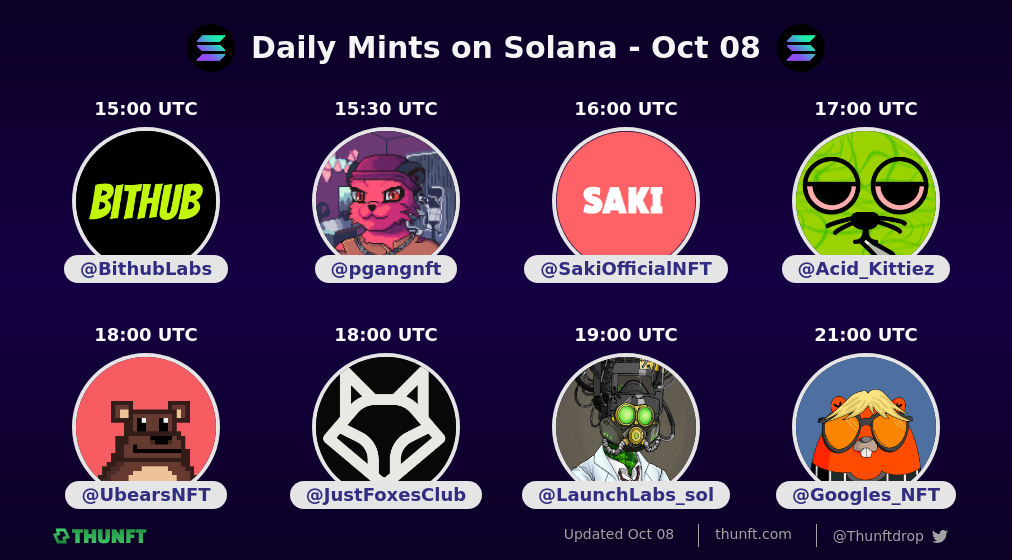 Daily Mints on Solana - Oct 08
15:00 UTC
15:30 UTC
16:00 UTC
17:00 UTC
BITHUB
SAKI
@BithubLabs
@pgangnft
@SakiOfficialNFT
@Acid_Kittiez
18:00 UTC
18:00 UTC
19:00 UTC
21:00 UTC
@UbearsNFT
@JustFoxesClub
@LaunchLabs_sol
@Googles_NFT
THUNFT
Updated Oct 08
thunft.com
@Thunftdrop